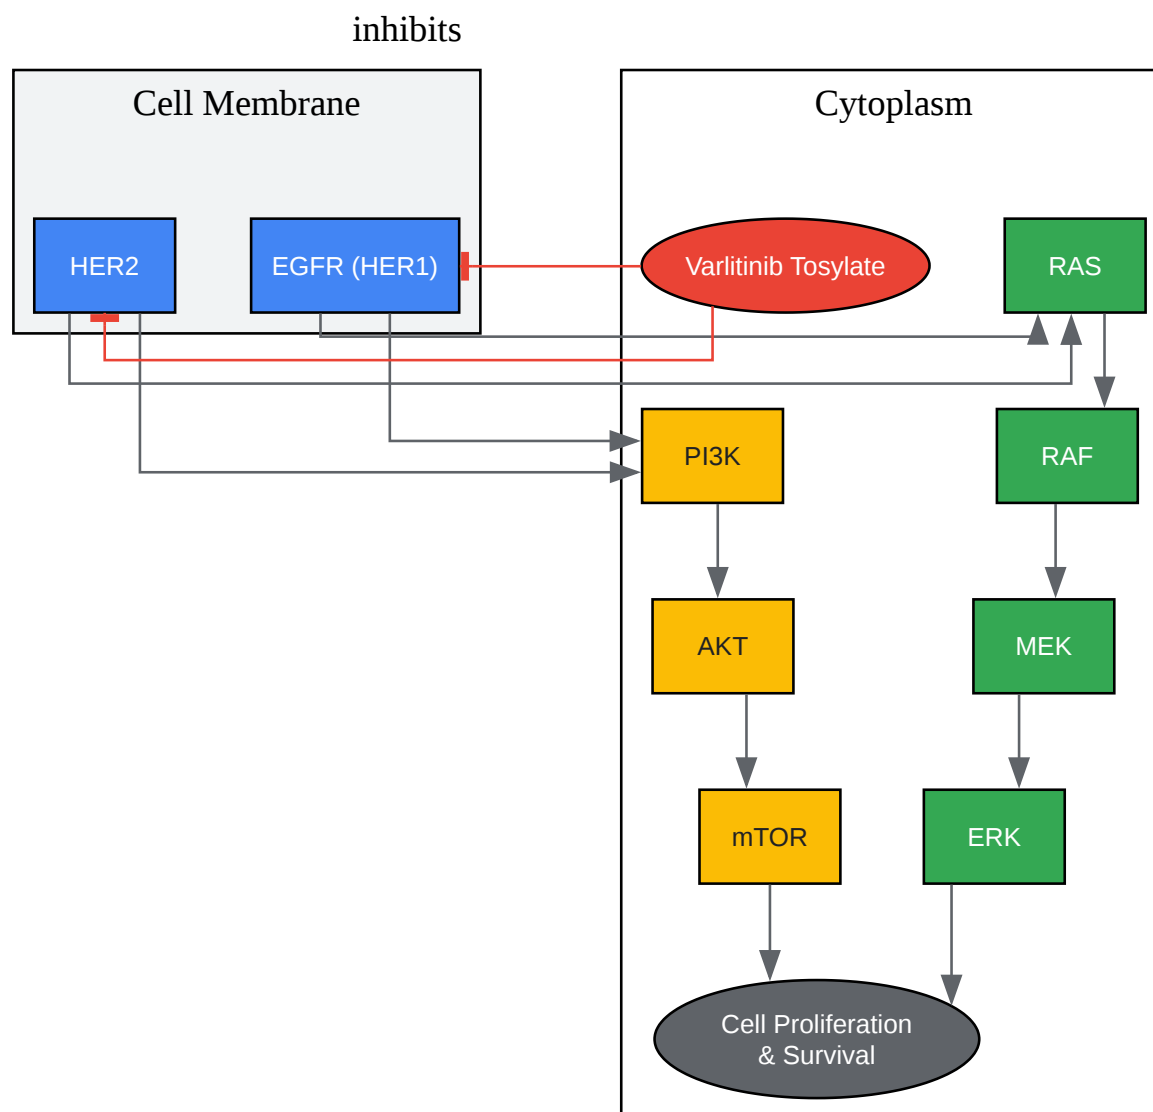 inhibits
Cell Membrane
Cytoplasm
HER2
EGFR (HER1)
Varlitinib Tosylate
RAS
PI3K
RAF
AKT
MEK
mTOR
ERK
Cell Proliferation
& Survival